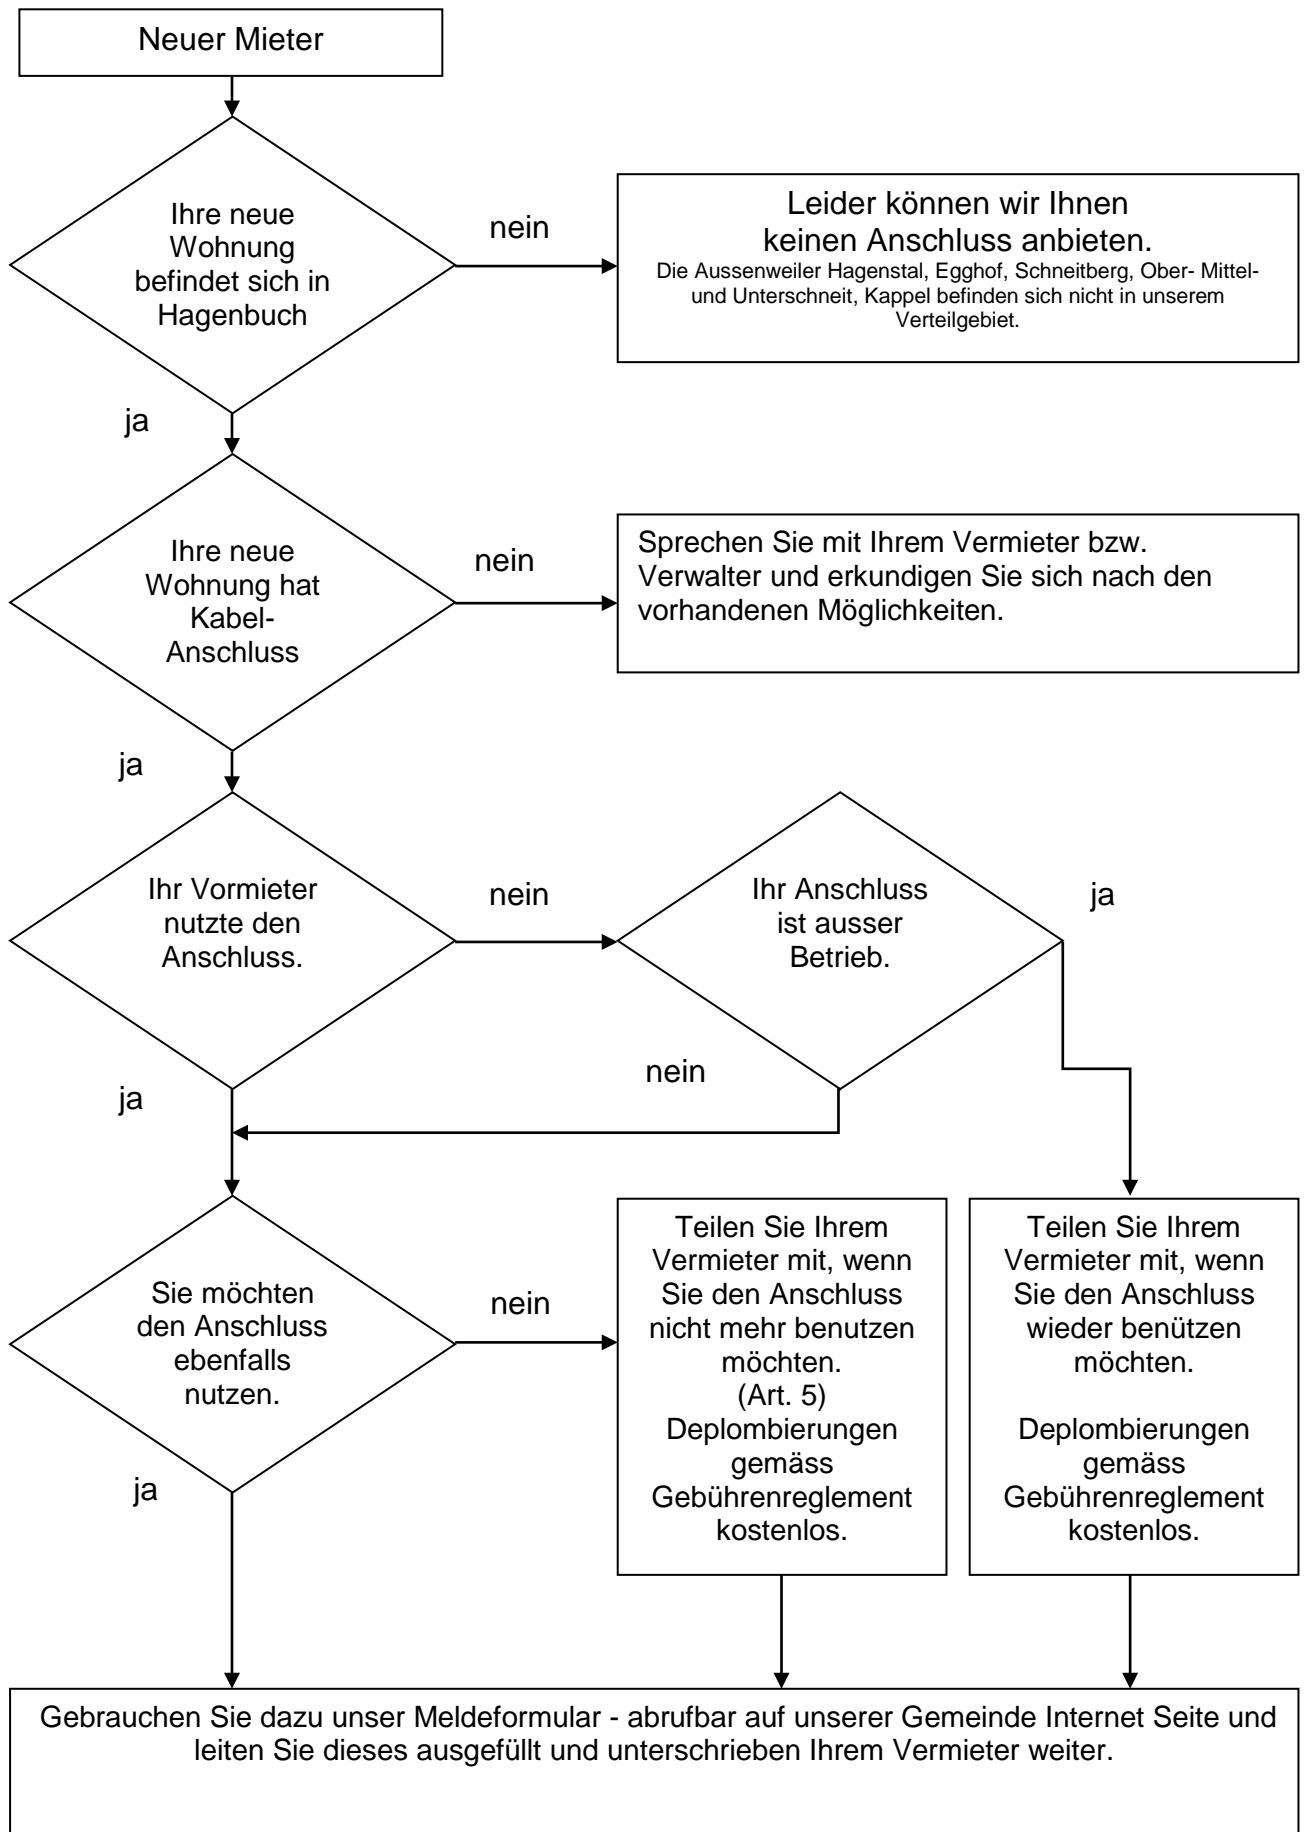 Neuer Mieter
Ihre neue
Wohnung
befindet sich in
Hagenbuch
nein
Leider können wir Ihnen
keinen Anschluss anbieten.
Die Aussenweiler Hagenstal, Egghof, Schneitberg, Ober- Mittel-
und Unterschneit, Kappel befinden sich nicht in unserem
Verteilgebiet.
ja
Ihre neue
Wohnung hat
Kabel-
Anschluss
nein
Sprechen Sie mit Ihrem Vermieter bzw.
Verwalter und erkundigen Sie sich nach den
vorhandenen Möglichkeiten.
ja
Ihr Vormieter
nutzte den
Anschluss.
nein
Ihr Anschluss
ist ausser
Betrieb.
ja
nein
ja
Sie möchten
den Anschluss
ebenfalls
nutzen.
nein
Teilen Sie Ihrem
Vermieter mit, wenn
Sie den Anschluss
nicht mehr benutzen
möchten.
(Art. 5)
Deplombierungen
gemäss
Gebührenreglement
kostenlos.
Teilen Sie Ihrem
Vermieter mit, wenn
Sie den Anschluss
wieder benützen
möchten.
Deplombierungen
gemäss
Gebührenreglement
kostenlos.
ja
Gebrauchen Sie dazu unser Meldeformular - abrufbar auf unserer Gemeinde Internet Seite und
leiten Sie dieses ausgefüllt und unterschrieben Ihrem Vermieter weiter.